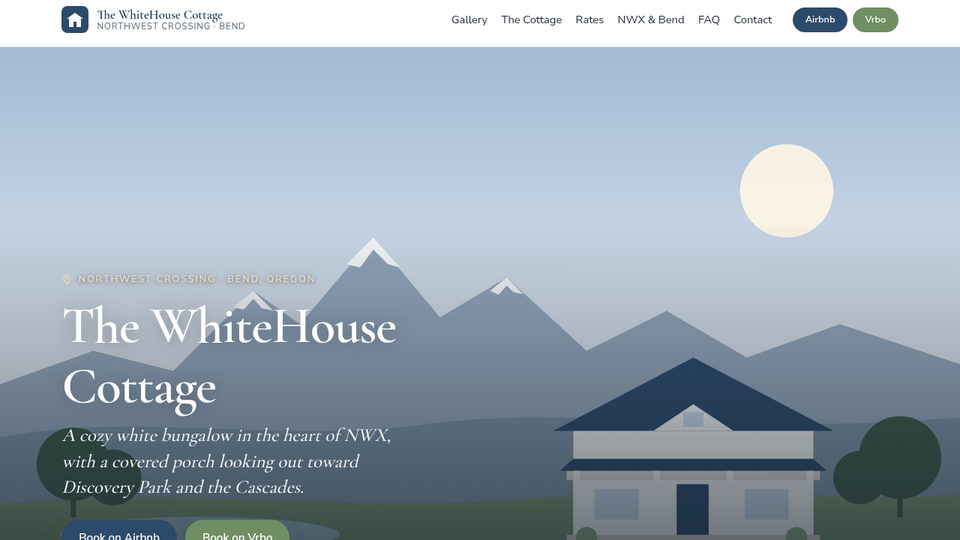 The WhiteHouse Cottage
NORTHWEST CROSSING · BEND
Gallery The Cottage Rates NWX & Bend FAQ Contact Airbnb Vrbo
NORTHWEST CROSSING · BEND, OREGON
The WhiteHouse
Cottage
A cozy white bungalow in the heart of NWX,
with a covered porch looking out toward
Discovery Park and the Cascades.
Book on Airbnb Book on Vrbo